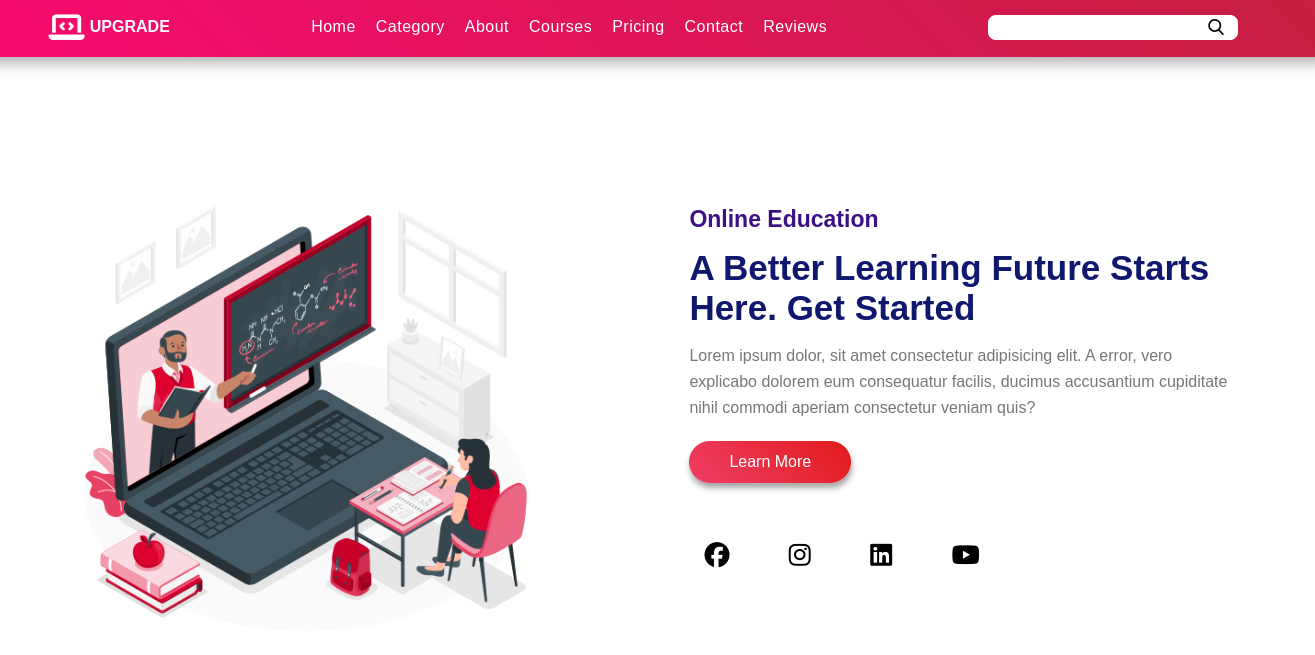 UPGRADE
Home Category About Courses Pricing Contact Reviews
Online Education
A Better Learning Future Starts
Here. Get Started
Lorem ipsum dolor, sit amet consectetur adipisicing elit. A error, vero
explicabo dolorem eum consequatur facilis, ducimus accusantium cupiditate
nihil commodi aperiam consectetur veniam quis?
Learn More